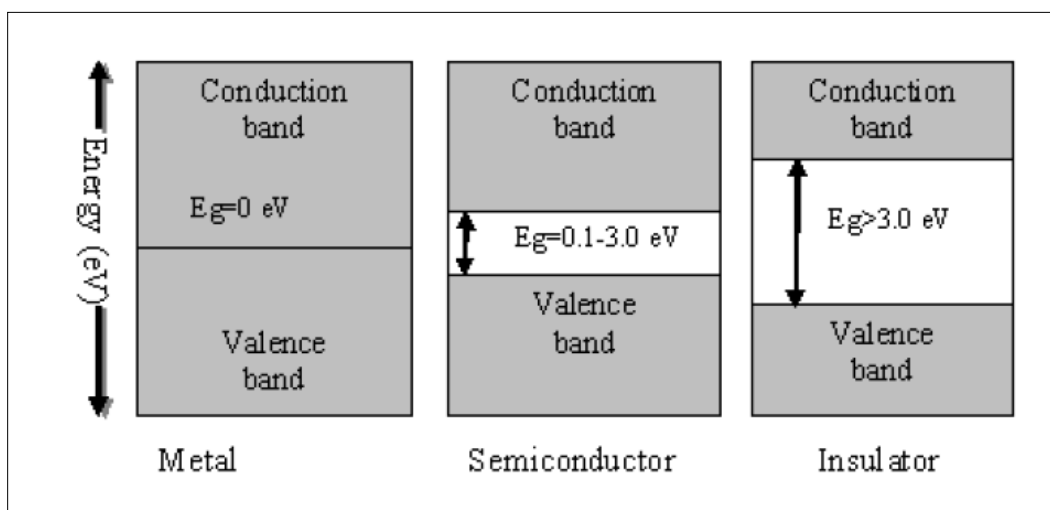 Energy (eV)
Conduction
band
Eg=0 eV
Valence
band
Metal
Conduction
band
Eg=0.1-3.0 eV
Valence
band
Semiconductor
Conduction
band
Eg>3.0 eV
Valence
band
Insulator